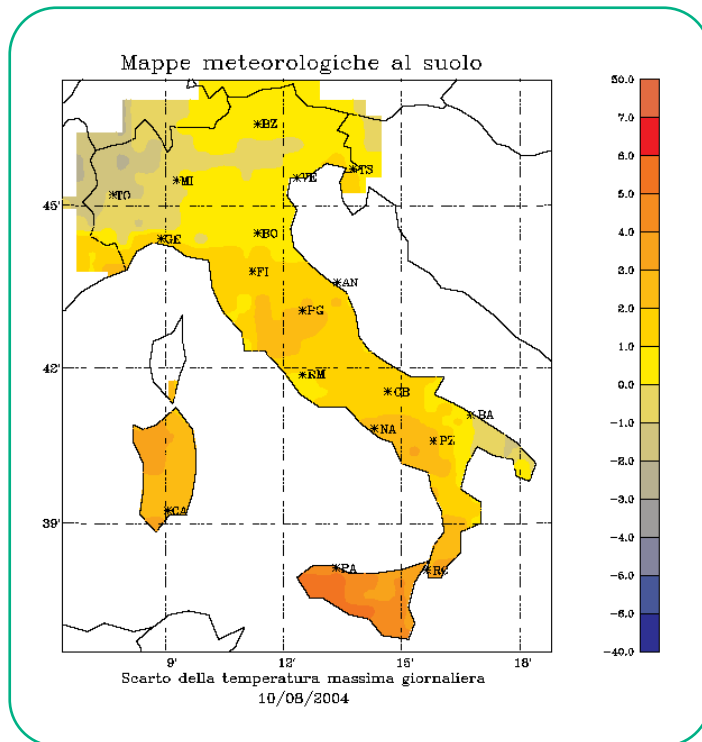 Mappe meteorologiche al suolo
BZ
TS
MI
VE
TO
45'
GE
BO
FI
AN
PG
42'
RM
CB
BA
NA
PZ
39'
CA
PA
RC
9'
12'
15'
18'
Scarto della temperatura massima giornaliera
10/08/2004
50.0
7.0
6.0
5.0
4.0
3.0
2.0
1.0
0.0
-1.0
-2.0
-3.0
-4.0
-5.0
-6.0
-40.0